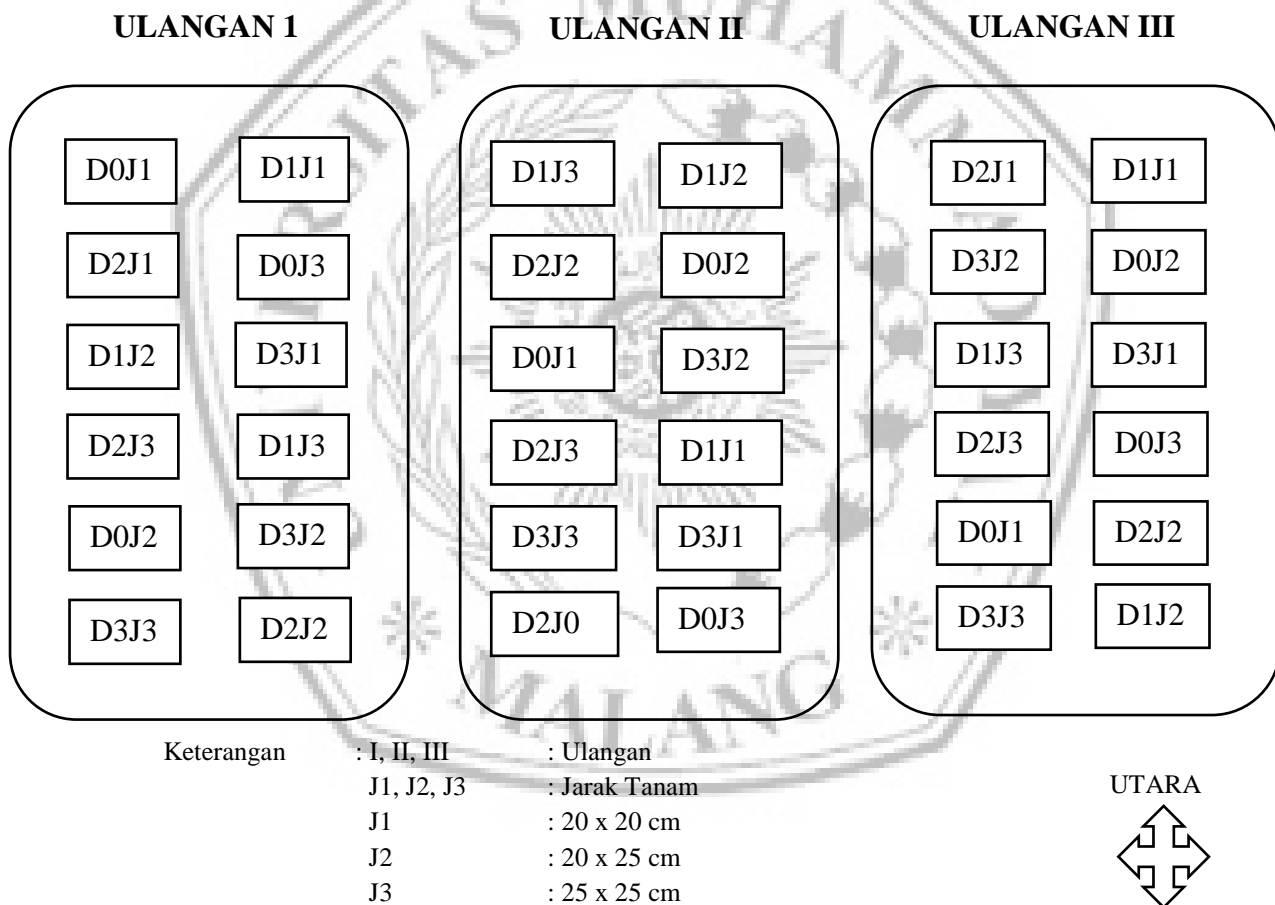 ULANGAN 1 ULANGAN II ULANGAN III
D0J1 D1J1 D1J3 D1J2 D2J1 D1J1
D2J1 D0J3 D2J2 D0J2 D3J2 D0J2
D1J2 D3J1 D0J1 D3J2 D1J3 D3J1
D2J3 D1J3 D2J3 D1J1 D2J3 D0J3
D0J2 D3J2 D3J3 D3J1 D0J1 D2J2
D3J3 D2J2 D2J0 D0J3 D3J3 D1J2
MALANG
Keterangan : I, II, III : Ulangan
J1, J2, J3 : Jarak Tanam
J1 : 20 x 20 cm
J2 : 20 x 25 cm
J3 : 25 x 25 cm
UTARA